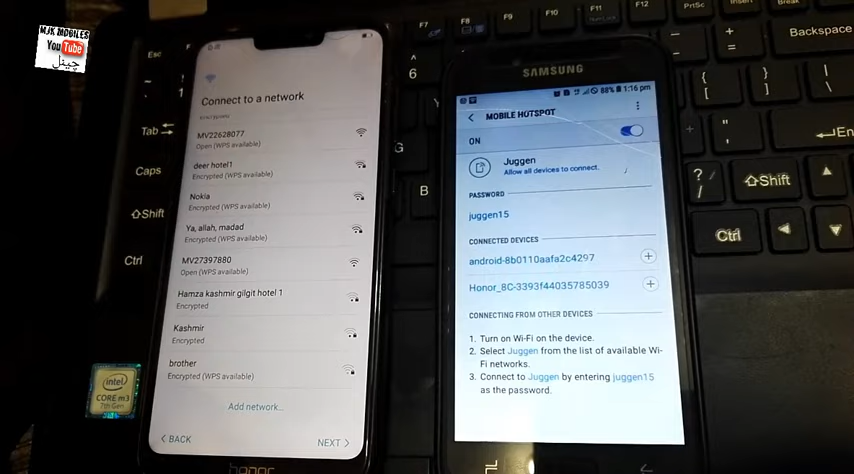 MJK MOBILES
YouTube
چینل
Connect to a network
MV22628077
Open (WPS available)
deer hotel1
Encrypted (WPS available)
Nokia
Encrypted (WPS available)
Ya, allah, madad
Encrypted (WPS available)
MV27397880
Open (WPS available)
Hamza kashmir gilgit hotel 1
Encrypted
Kashmir
Encrypted
brother
Encrypted (WPS available)
Add network...
BACK
NEXT
honor
SAMSUNG
88% 1:16 pm
MOBILE HOTSPOT
ON
Juggen
Allow all devices to connect.
PASSWORD
juggen15
CONNECTED DEVICES
android-8b0110aafa2c4297
Honor_8C-3393f44035785039
CONNECTING FROM OTHER DEVICES
1. Turn on Wi-Fi on the device.
2. Select Juggen from the list of available Wi-
Fi networks.
3. Connect to Juggen by entering juggen15
as the password.
Esc
Tab
Caps
Shift
Ctrl
intel
CORE m3
7th Gen
F7
F8
F9
F10
F11
F12
PrtSc
Insert
Break
^
6
G
B
-
_
+
=
Backspace
{
[
}
]
|
\
"
'
En
?
/
Shift
Ctrl